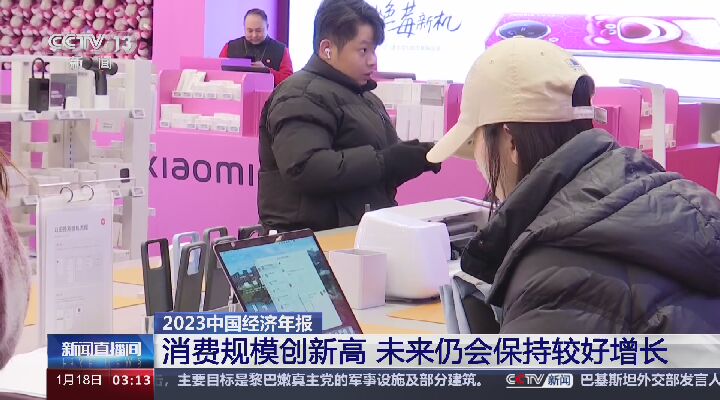 CCTV 13
新闻
草莓新机
xiaomi
2023中国经济年报
新闻直播间
消费规模创新高 未来仍会保持较好增长
1月18日 03:13
，主要目标是黎巴嫩真主党的军事设施及部分建筑。 CCTV 新闻 巴基斯坦外交部发言人